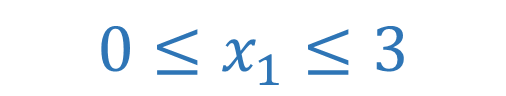 0 ≤ x₁ ≤ 3